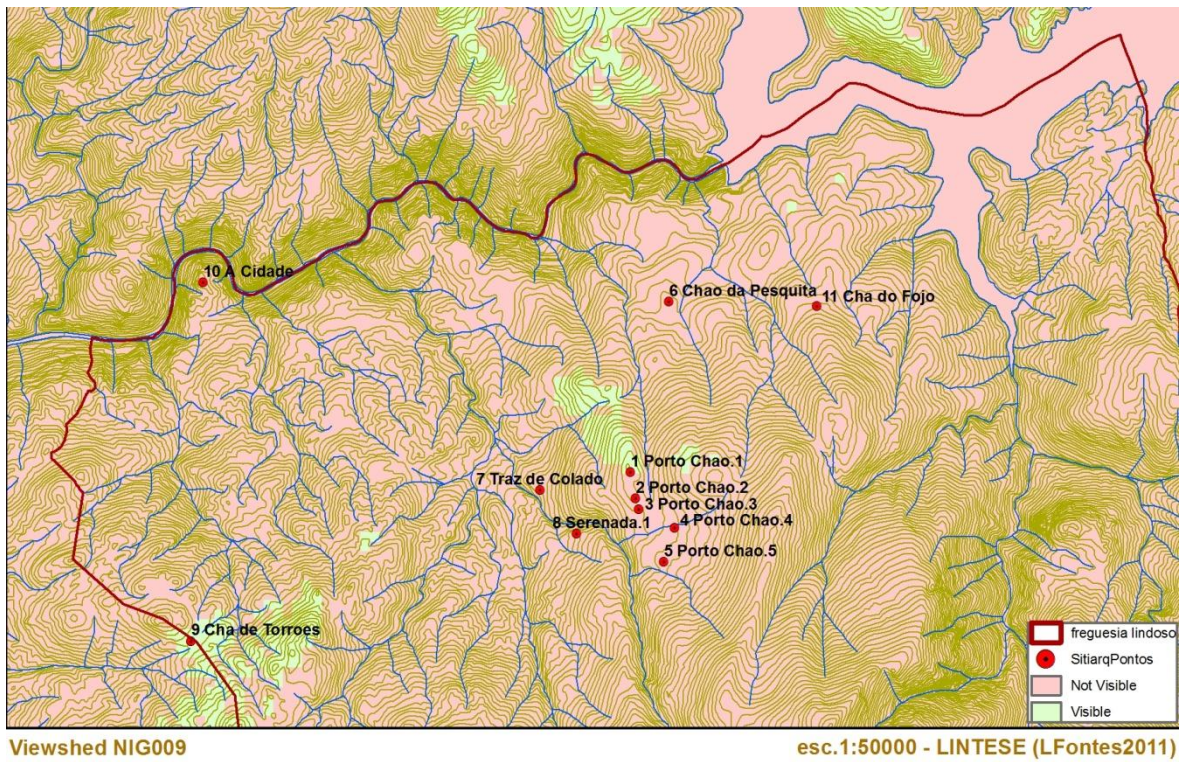 10 A Cidade
6 Chao da Pesquita
11 Cha do Fojo
1 Porto Chao.1
7 Traz de Colado
2 Porto Chao.2
3 Porto Chao.3
8 Serenada.1
4 Porto Chao.4
5 Porto Chao.5
9 Cha de Torroes
freguesia lindoso
SitiarqPontos
Not Visible
Visible
Viewshed NIG009
esc.1:50000 - LINTESE (LFontes2011)